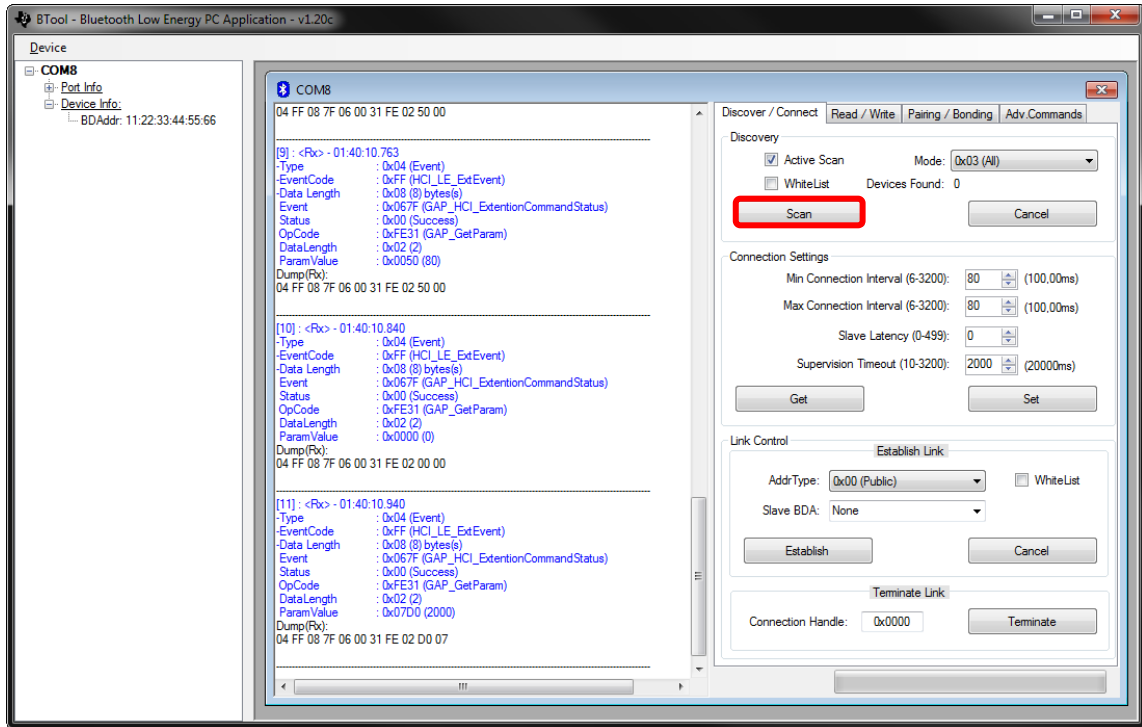 BTool - Bluetooth Low Energy PC Application - v1.20c
Device
COM8
Port Info
Device Info:
BDAddr: 11:22:33:44:55:66
COM8
04 FF 08 7F 06 00 31 FE 02 50 00
[9] : <Rx> - 01:40:10.763
-Type : 0x04 (Event)
-EventCode : 0xFF (HCI_LE_ExtEvent)
-Data Length : 0x08 (8) bytes(s)
Event : 0x067F (GAP_HCI_ExtentionCommandStatus)
Status : 0x00 (Success)
OpCode : 0xFE31 (GAP_GetParam)
DataLength : 0x02 (2)
ParamValue : 0x0050 (80)
Dump(Rx):
04 FF 08 7F 06 00 31 FE 02 50 00
[10] : <Rx> - 01:40:10.840
-Type : 0x04 (Event)
-EventCode : 0xFF (HCI_LE_ExtEvent)
-Data Length : 0x08 (8) bytes(s)
Event : 0x067F (GAP_HCI_ExtentionCommandStatus)
Status : 0x00 (Success)
OpCode : 0xFE31 (GAP_GetParam)
DataLength : 0x02 (2)
ParamValue : 0x0000 (0)
Dump(Rx):
04 FF 08 7F 06 00 31 FE 02 00 00
[11] : <Rx> - 01:40:10.940
-Type : 0x04 (Event)
-EventCode : 0xFF (HCI_LE_ExtEvent)
-Data Length : 0x08 (8) bytes(s)
Event : 0x067F (GAP_HCI_ExtentionCommandStatus)
Status : 0x00 (Success)
OpCode : 0xFE31 (GAP_GetParam)
DataLength : 0x02 (2)
ParamValue : 0x07D0 (2000)
Dump(Rx):
04 FF 08 7F 06 00 31 FE 02 D0 07
Discover / Connect Read / Write Pairing / Bonding Adv.Commands
Discovery
Active Scan Mode: 0x03 (All)
WhiteList Devices Found: 0
Scan Cancel
Connection Settings
Min Connection Interval (6-3200): 80 (100,00ms)
Max Connection Interval (6-3200): 80 (100,00ms)
Slave Latency (0-499): 0
Supervision Timeout (10-3200): 2000 (20000ms)
Get Set
Link Control
Establish Link
AddrType: 0x00 (Public) WhiteList
Slave BDA: None
Establish Cancel
Terminate Link
Connection Handle: 0x0000 Terminate